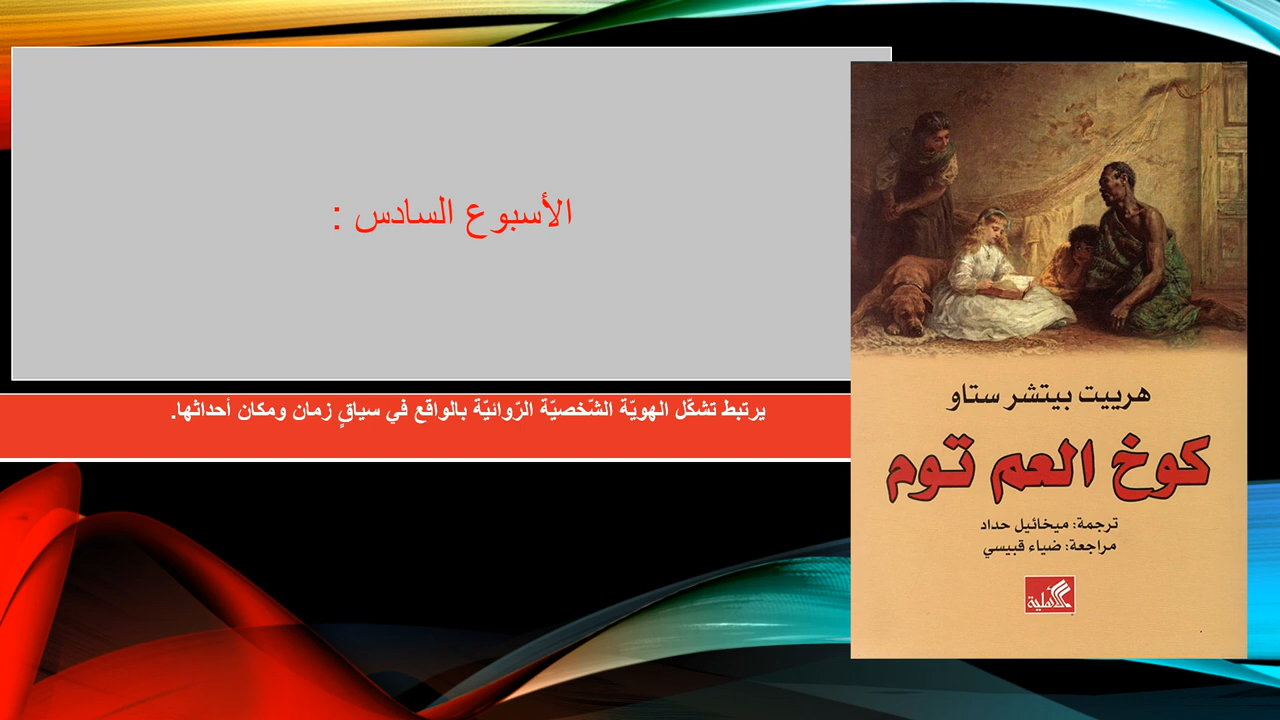 الأسبوع السادس :
يرتبط تشكّل الهويّة الشّخصيّة الرّوائيّة بالواقع في سياقٍ زمان ومكان أحداثها.
هرييت بيتشر ستاو
كوخ العم توم
ترجمة: ميخائيل حداد
مراجعة: ضياء قبيسي